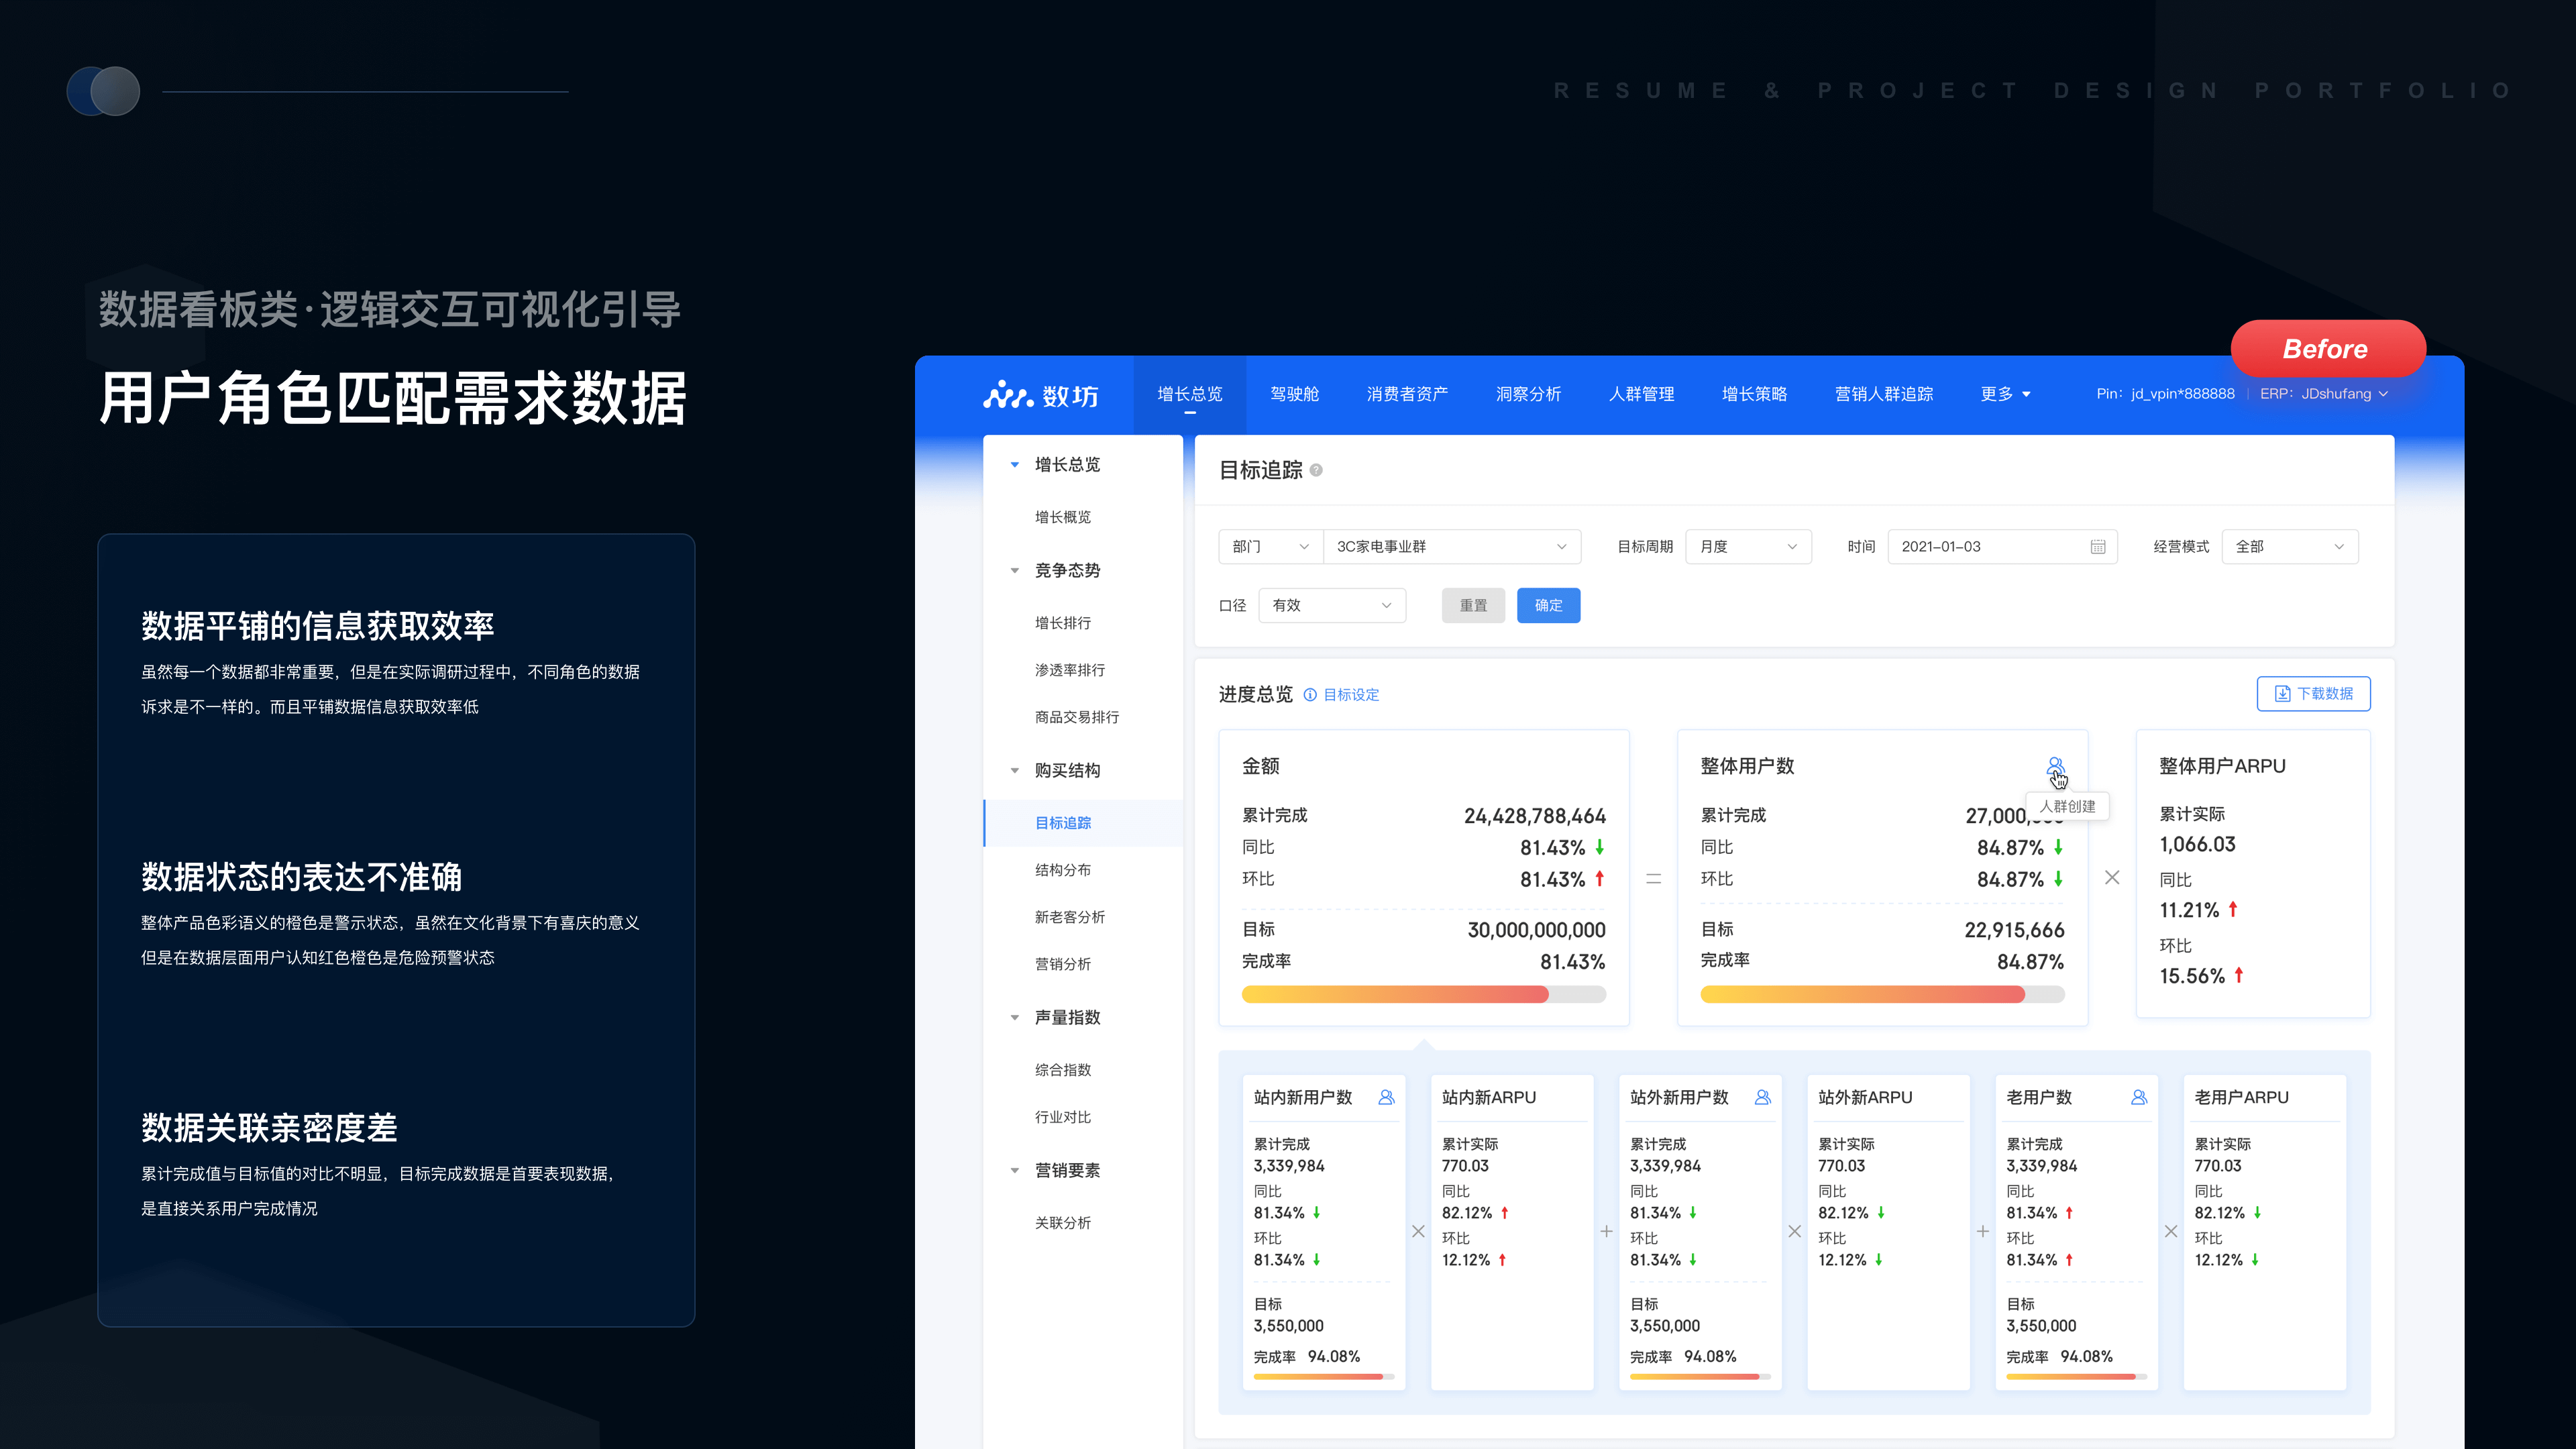 RESUME & PROJECT DESIGN PORTFOLIO
数据看板类·逻辑交互可视化引导
用户角色匹配需求数据
数据平铺的信息获取效率
虽然每一个数据都非常重要，但是在实际调研过程中，不同角色的数据
诉求是不一样的。而且平铺数据信息获取效率低
数据状态的表达不准确
整体产品色彩语义的橙色是警示状态，虽然在文化背景下有喜庆的意义
但是在数据层面用户认知红色橙色是危险预警状态
数据关联亲密度差
累计完成值与目标值的对比不明显，目标完成数据是首要表现数据，
是直接关系用户完成情况
Before
数坊 增长总览 驾驶舱 消费者资产 洞察分析 人群管理 增长策略 营销人群追踪 更多 Pin：jd_vpin*888888 ERP：JDshufang
增长总览
增长概览
竞争态势
增长排行
渗透率排行
商品交易排行
购买结构
目标追踪
结构分布
新老客分析
营销分析
声量指数
综合指数
行业对比
营销要素
关联分析
目标追踪 ?
部门 3C家电事业群 目标周期 月度 时间 2021-01-03 经营模式 全部
口径 有效 重置 确定
进度总览 目标设定 下载数据
金额
累计完成 24,428,788,464
同比 81.43%
环比 81.43%
目标 30,000,000,000
完成率 81.43%
=
整体用户数
人群创建
累计完成 27,000,
同比 84.87%
环比 84.87%
目标 22,915,666
完成率 84.87%
×
整体用户ARPU
累计实际
1,066.03
同比
11.21%
环比
15.56%
站内新用户数
累计完成
3,339,984
同比
81.34%
环比
81.34%
目标
3,550,000
完成率 94.08%
×
站内新ARPU
累计实际
770.03
同比
82.12%
环比
12.12%
+
站外新用户数
累计完成
3,339,984
同比
81.34%
环比
81.34%
目标
3,550,000
完成率 94.08%
×
站外新ARPU
累计实际
770.03
同比
82.12%
环比
12.12%
+
老用户数
累计完成
3,339,984
同比
81.34%
环比
81.34%
目标
3,550,000
完成率 94.08%
×
老用户ARPU
累计实际
770.03
同比
82.12%
环比
12.12%